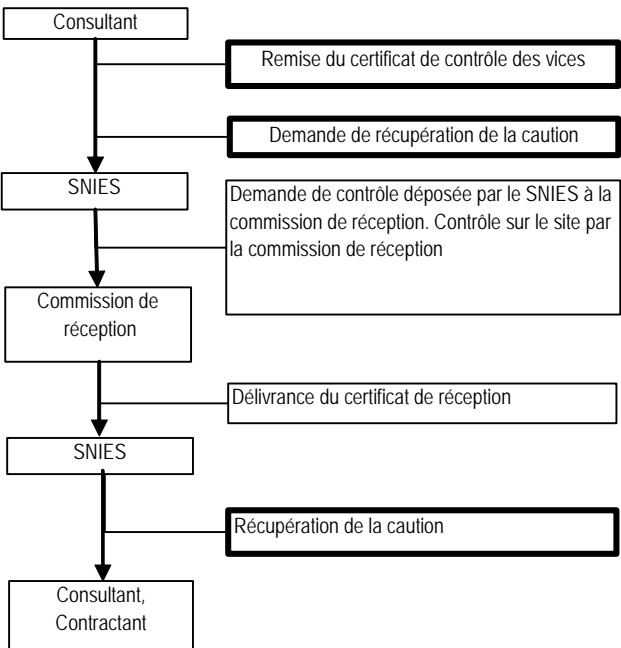 Consultant
Remise du certificat de contrôle des vices
Demande de récupération de la caution
SNIES
Demande de contrôle déposée par le SNIES à la
commission de réception. Contrôle sur le site par
la commission de réception
Commission de
réception
Délivrance du certificat de réception
SNIES
Récupération de la caution
Consultant,
Contractant